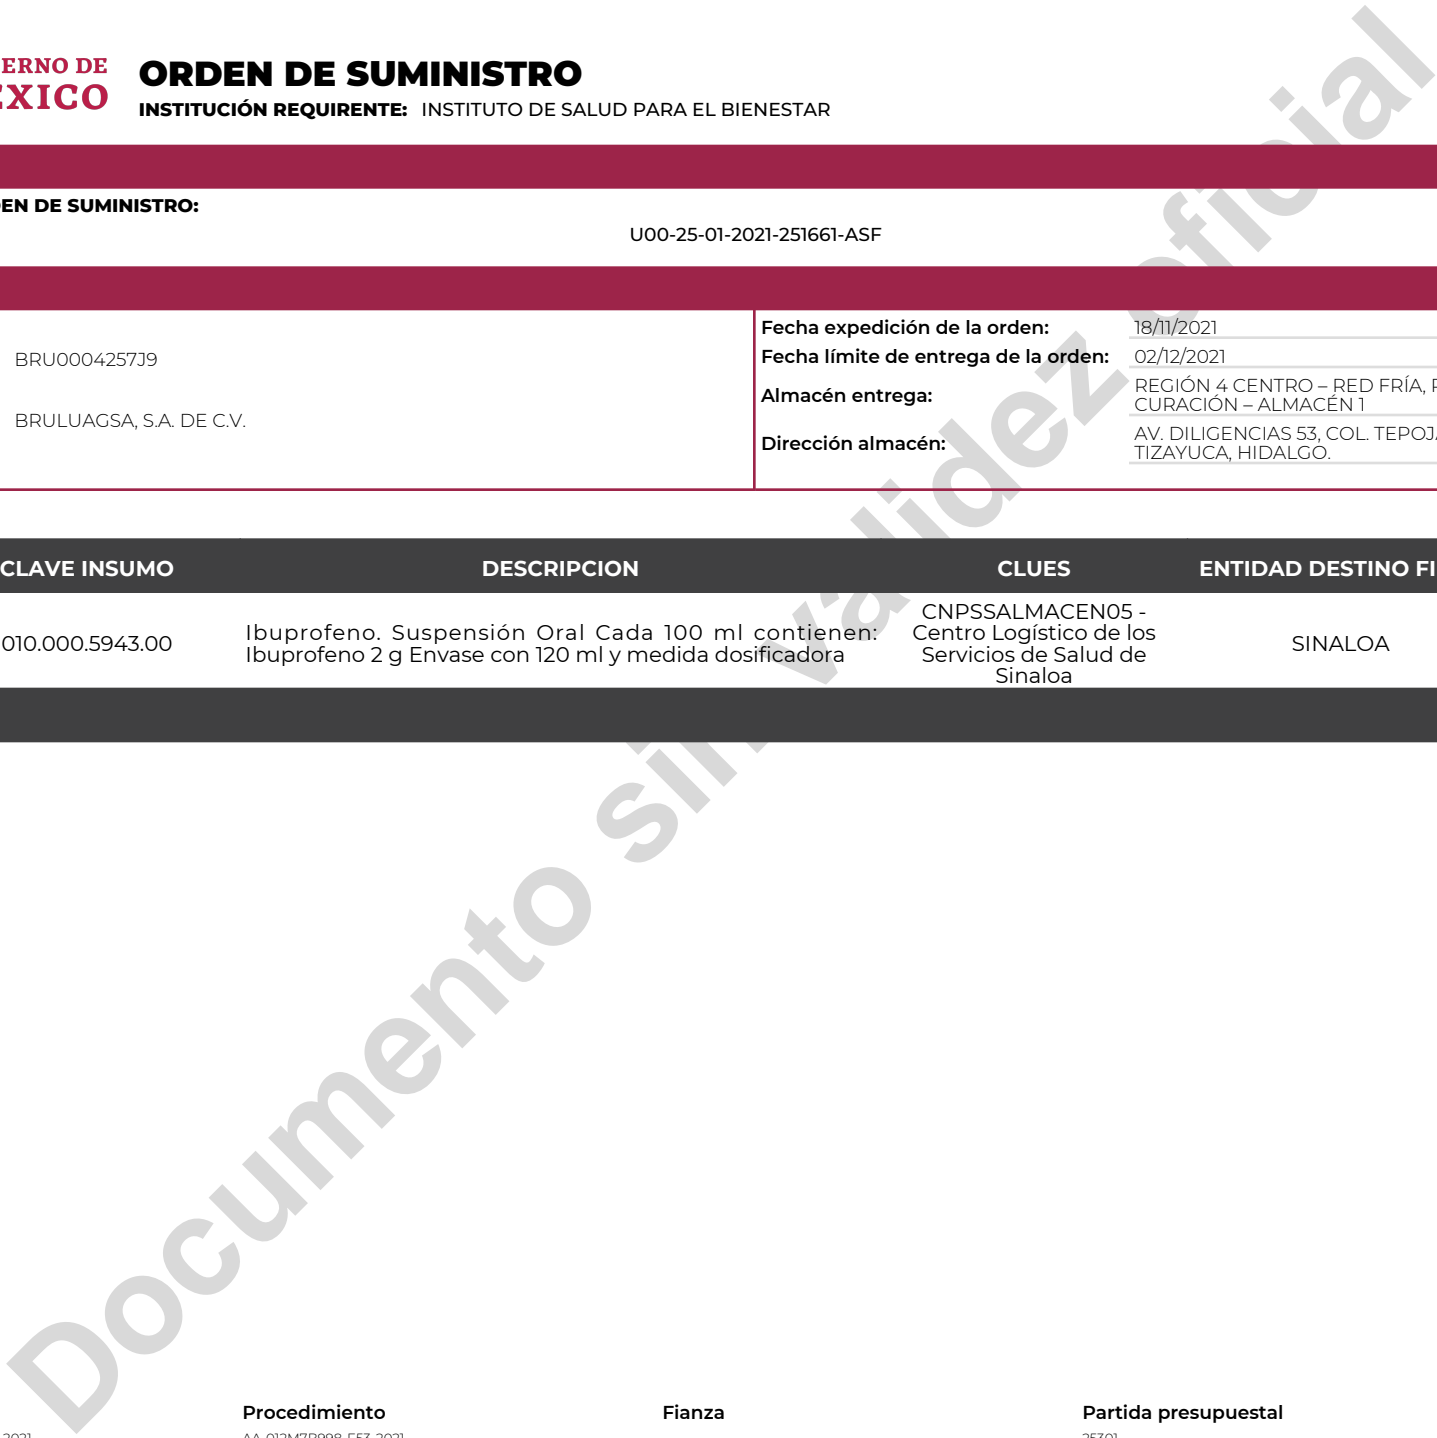 ERNO DE
EXICO
ORDEN DE SUMINISTRO
INSTITUCIÓN REQUIRENTE: INSTITUTO DE SALUD PARA EL BIENESTAR
EN DE SUMINISTRO:
U00-25-01-2021-251661-ASF
BRU0004257J9
BRULUAGSA, S.A. DE C.V.
Fecha expedición de la orden: 18/11/2021
Fecha límite de entrega de la orden: 02/12/2021
Almacén entrega: REGIÓN 4 CENTRO – RED FRÍA,
CURACIÓN – ALMACÉN 1
Dirección almacén: AV. DILIGENCIAS 53, COL. TEPOJA
TIZAYUCA, HIDALGO.
CLAVE INSUMO DESCRIPCION CLUES ENTIDAD DESTINO FI
010.000.5943.00
Ibuprofeno. Suspensión Oral Cada 100 ml contienen:
Ibuprofeno 2 g Envase con 120 ml y medida dosificadora
CNPSSALMACEN05 -
Centro Logístico de los
Servicios de Salud de
Sinaloa
SINALOA
Documento sin validez oficial
Procedimiento Fianza Partida presupuestal